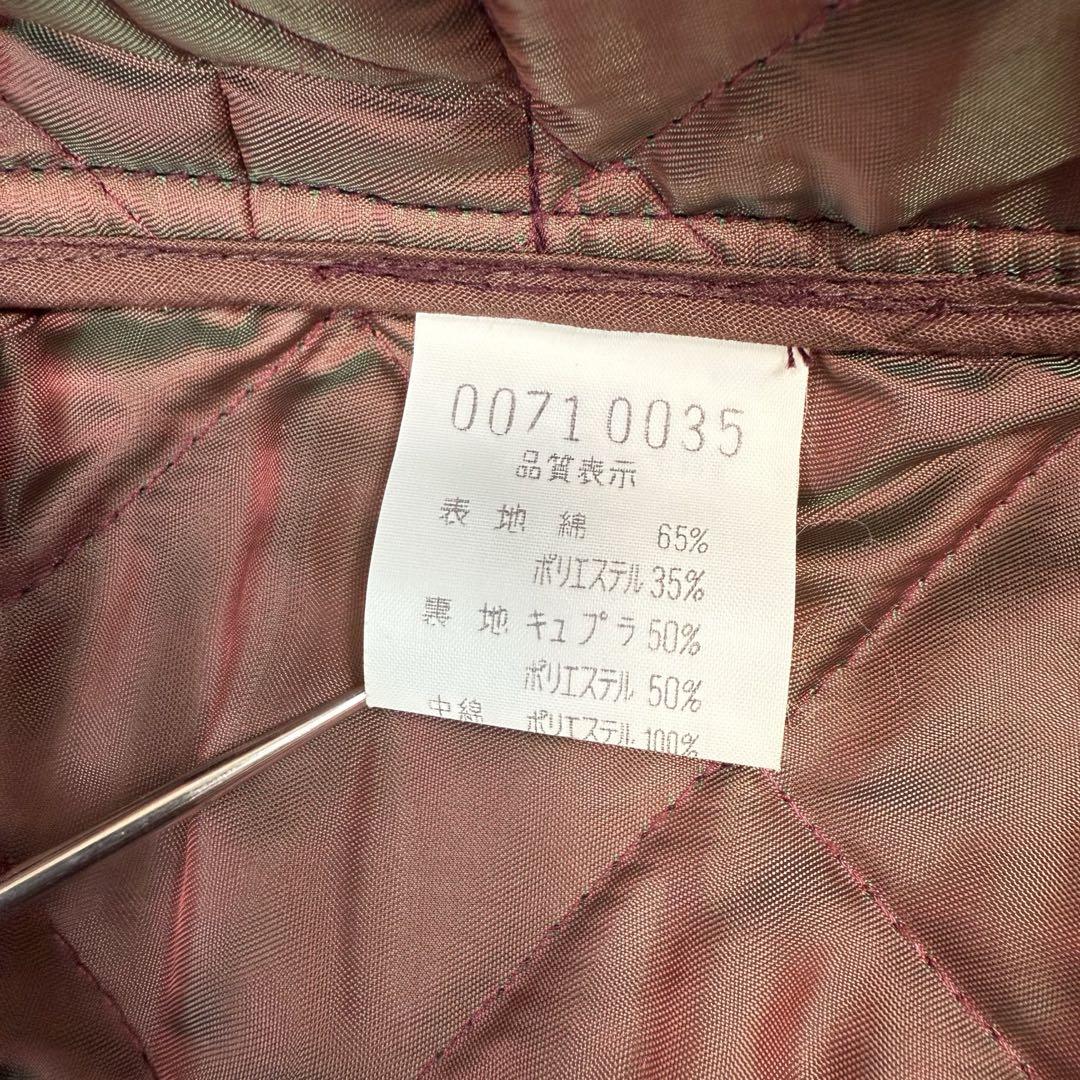 0071 0035
品質表示
表地 綿 65%
ポリエステル 35%
裏地 キュプラ 50%
ポリエステル 50%
中綿 ポリエステル 100%